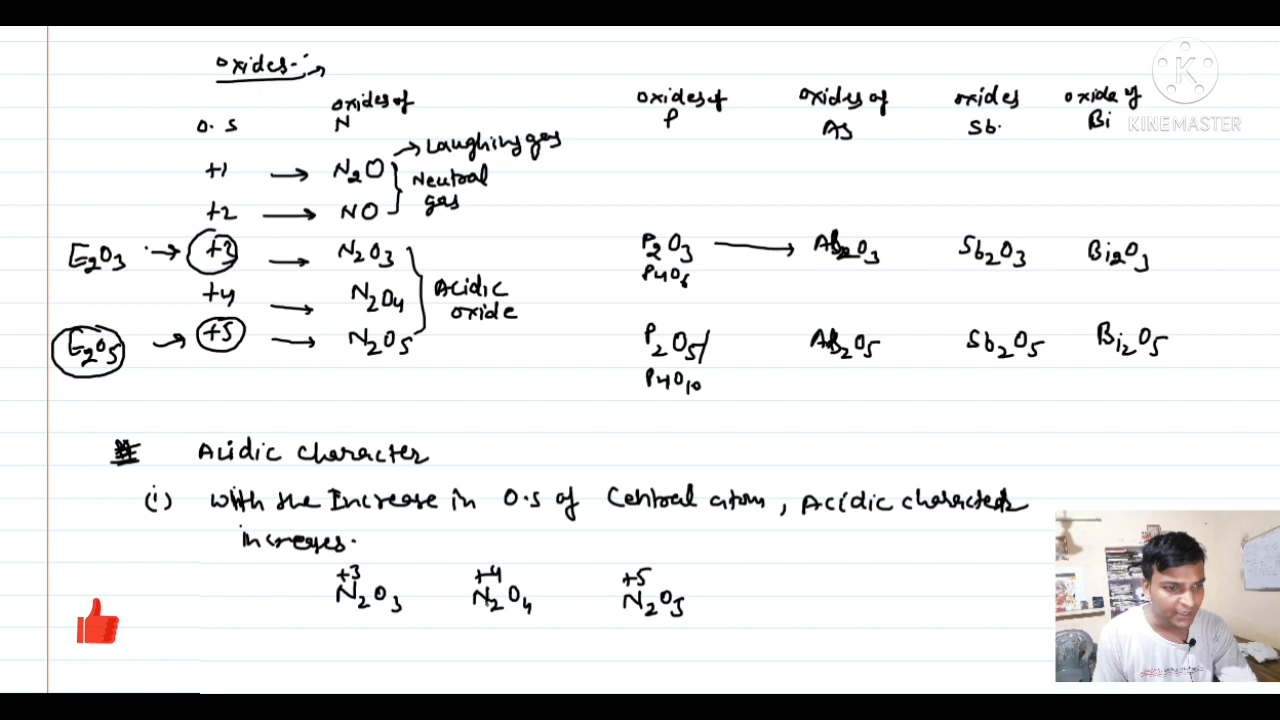 oxides:- →
O.S oxides of N oxides of P oxides of As oxides Sb. oxide of Bi
K
KINEMASTER
+1 → N₂O → Laughing gas
+2 → NO Neutral gas
E₂O₃ → +3 → N₂O₃ P₂O₃ → As₂O₃ Sb₂O₃ Bi₂O₃
P₄O₆
+4 → N₂O₄ Acidic oxide
E₂O₅ → +5 → N₂O₅ P₂O₅/ As₂O₅ Sb₂O₅ Bi₂O₅
P₄O₁₀
Acidic character
(i) with the Increase in O.S of Central atom, Acidic character
increases.
+3 +4 +5
N₂O₃ N₂O₄ N₂O₅